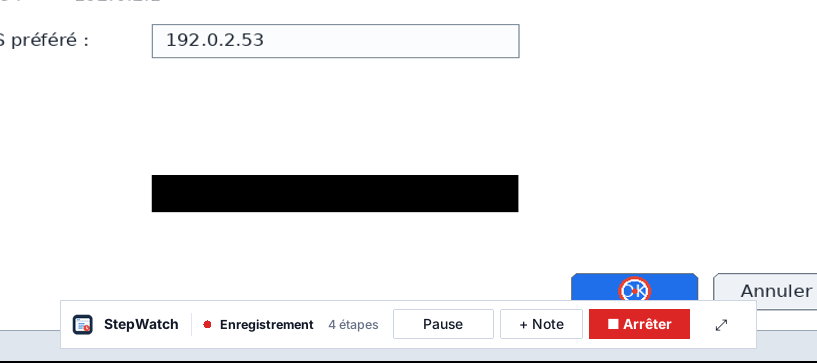 S préféré :
192.0.2.53
OK
Annuler
StepWatch
Enregistrement
4 étapes
Pause
+ Note
Arrêter